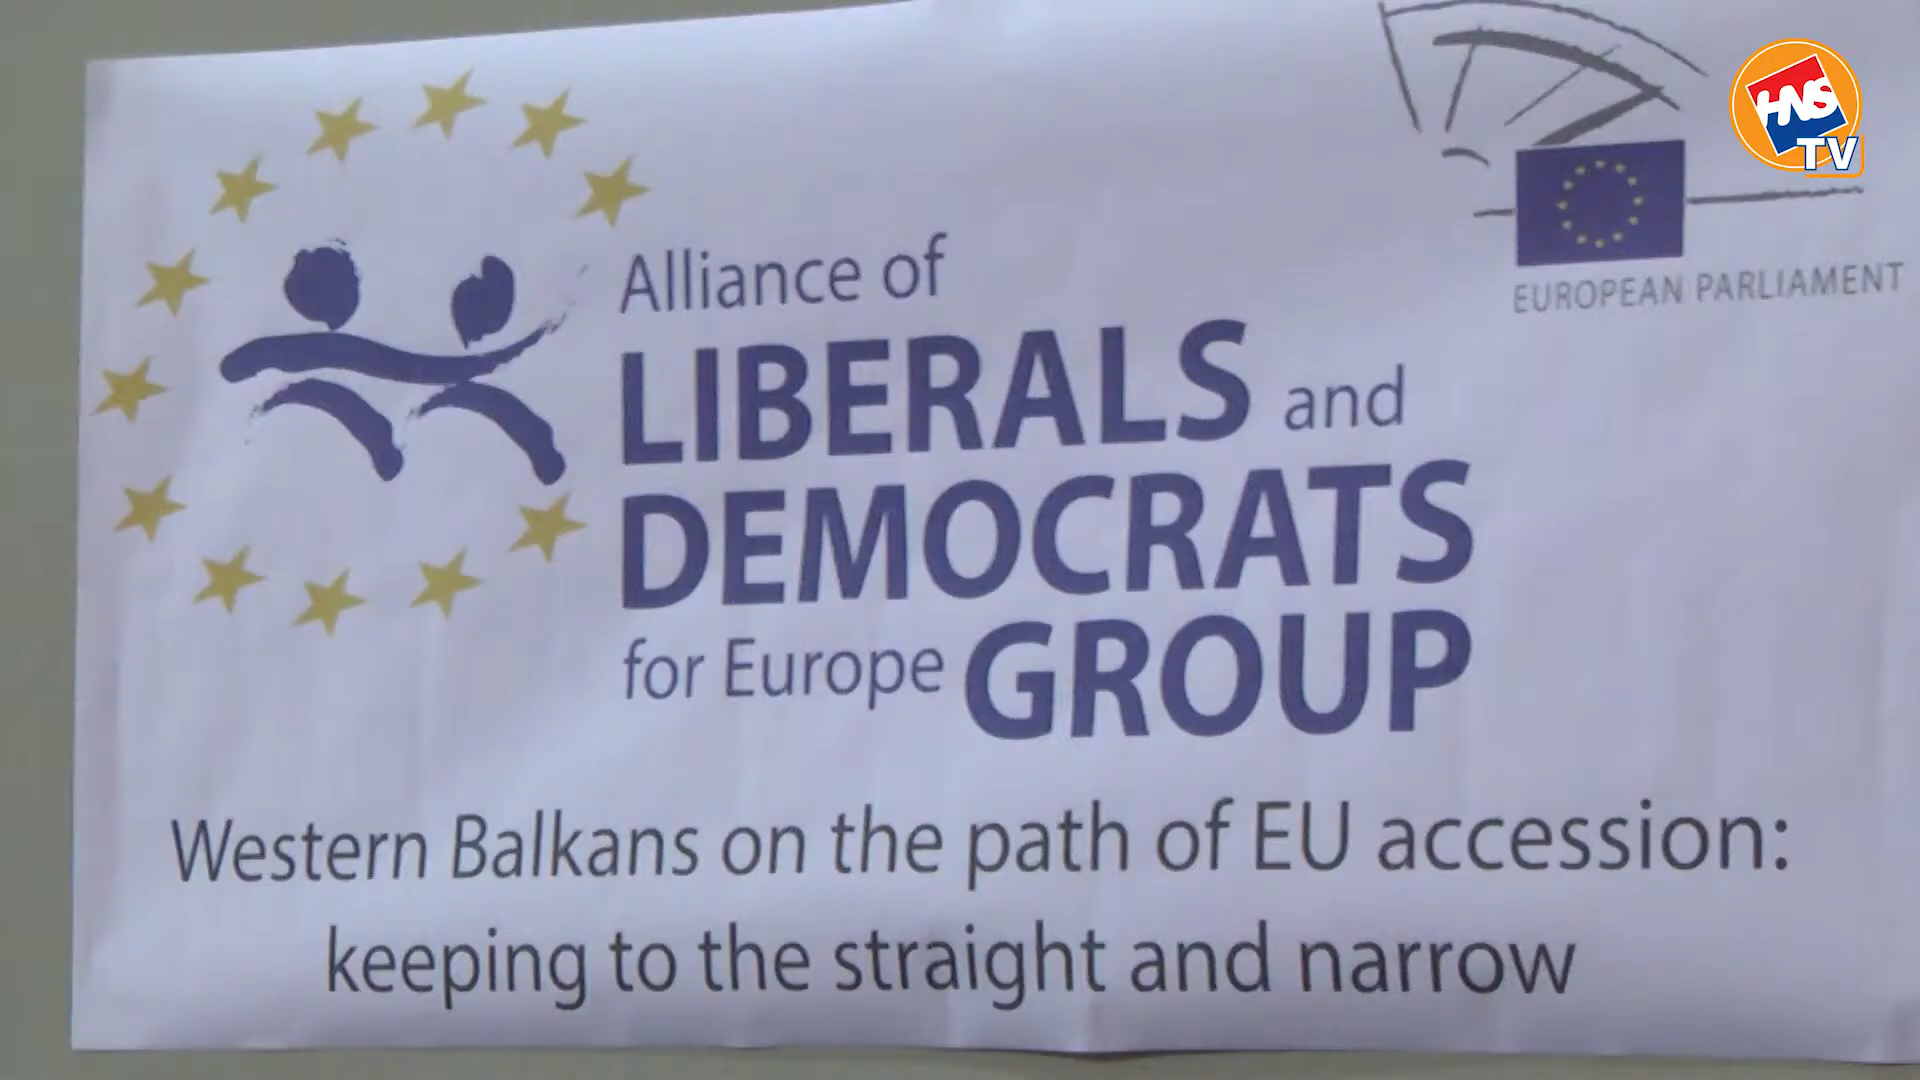 HNS
TV
EUROPEAN PARLIAMENT
Alliance of
LIBERALS and
DEMOCRATS
for Europe GROUP
Western Balkans on the path of EU accession:
keeping to the straight and narrow